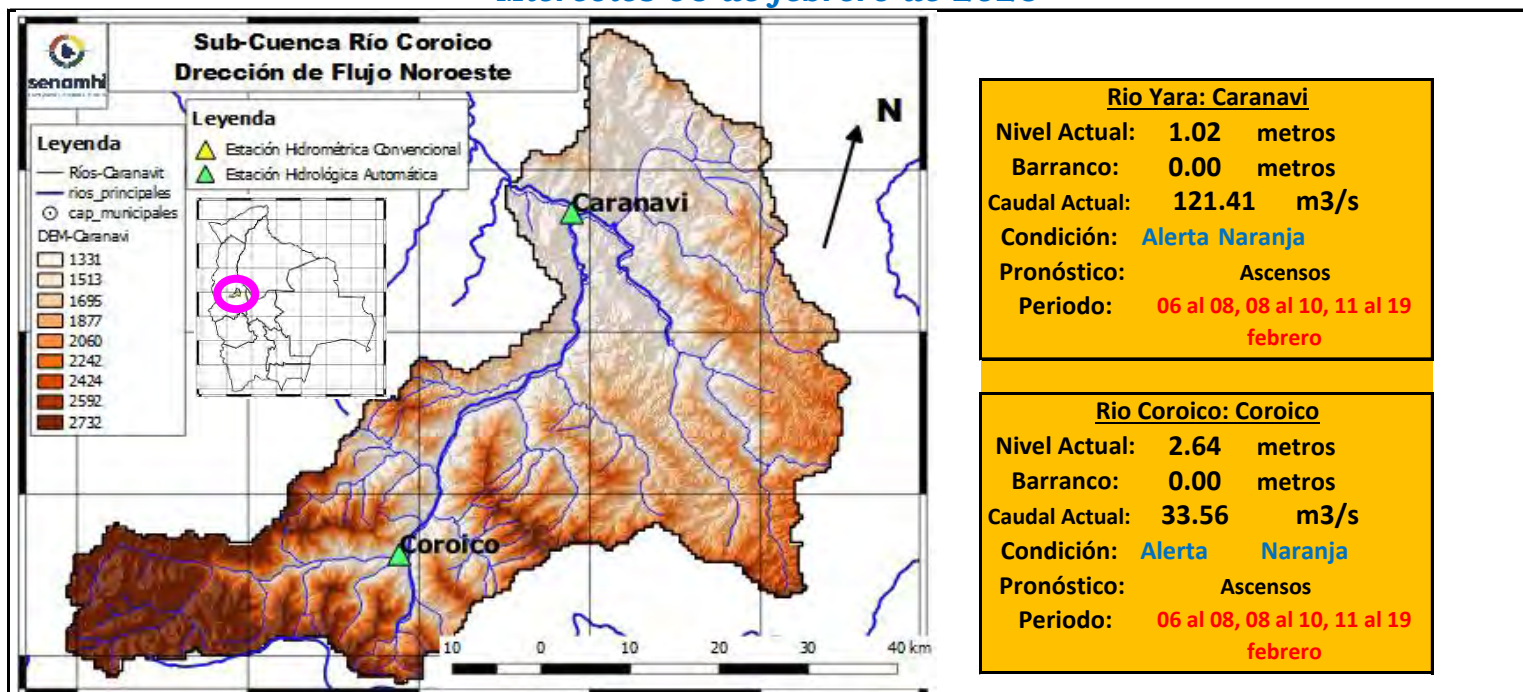 Sub-Cuenca Río Coroico
Drección de Flujo Noroeste
senamhi
Leyenda
Estación Hidrométrica Convencional
Estación Hidrológica Automática
Leyenda
Ríos-Caranavit
rios_principales
cap_municipales
DEM-Caranavi
1331
1513
1695
1877
2060
2242
2424
2592
2732
N
Caranavi
Coroico
10 0 10 20 30 40 km
Rio Yara: Caranavi
Nivel Actual: 1.02 metros
Barranco: 0.00 metros
Caudal Actual: 121.41 m3/s
Condición: Alerta Naranja
Pronóstico: Ascensos
Periodo: 06 al 08, 08 al 10, 11 al 19
febrero
Rio Coroico: Coroico
Nivel Actual: 2.64 metros
Barranco: 0.00 metros
Caudal Actual: 33.56 m3/s
Condición: Alerta Naranja
Pronóstico: Ascensos
Periodo: 06 al 08, 08 al 10, 11 al 19
febrero